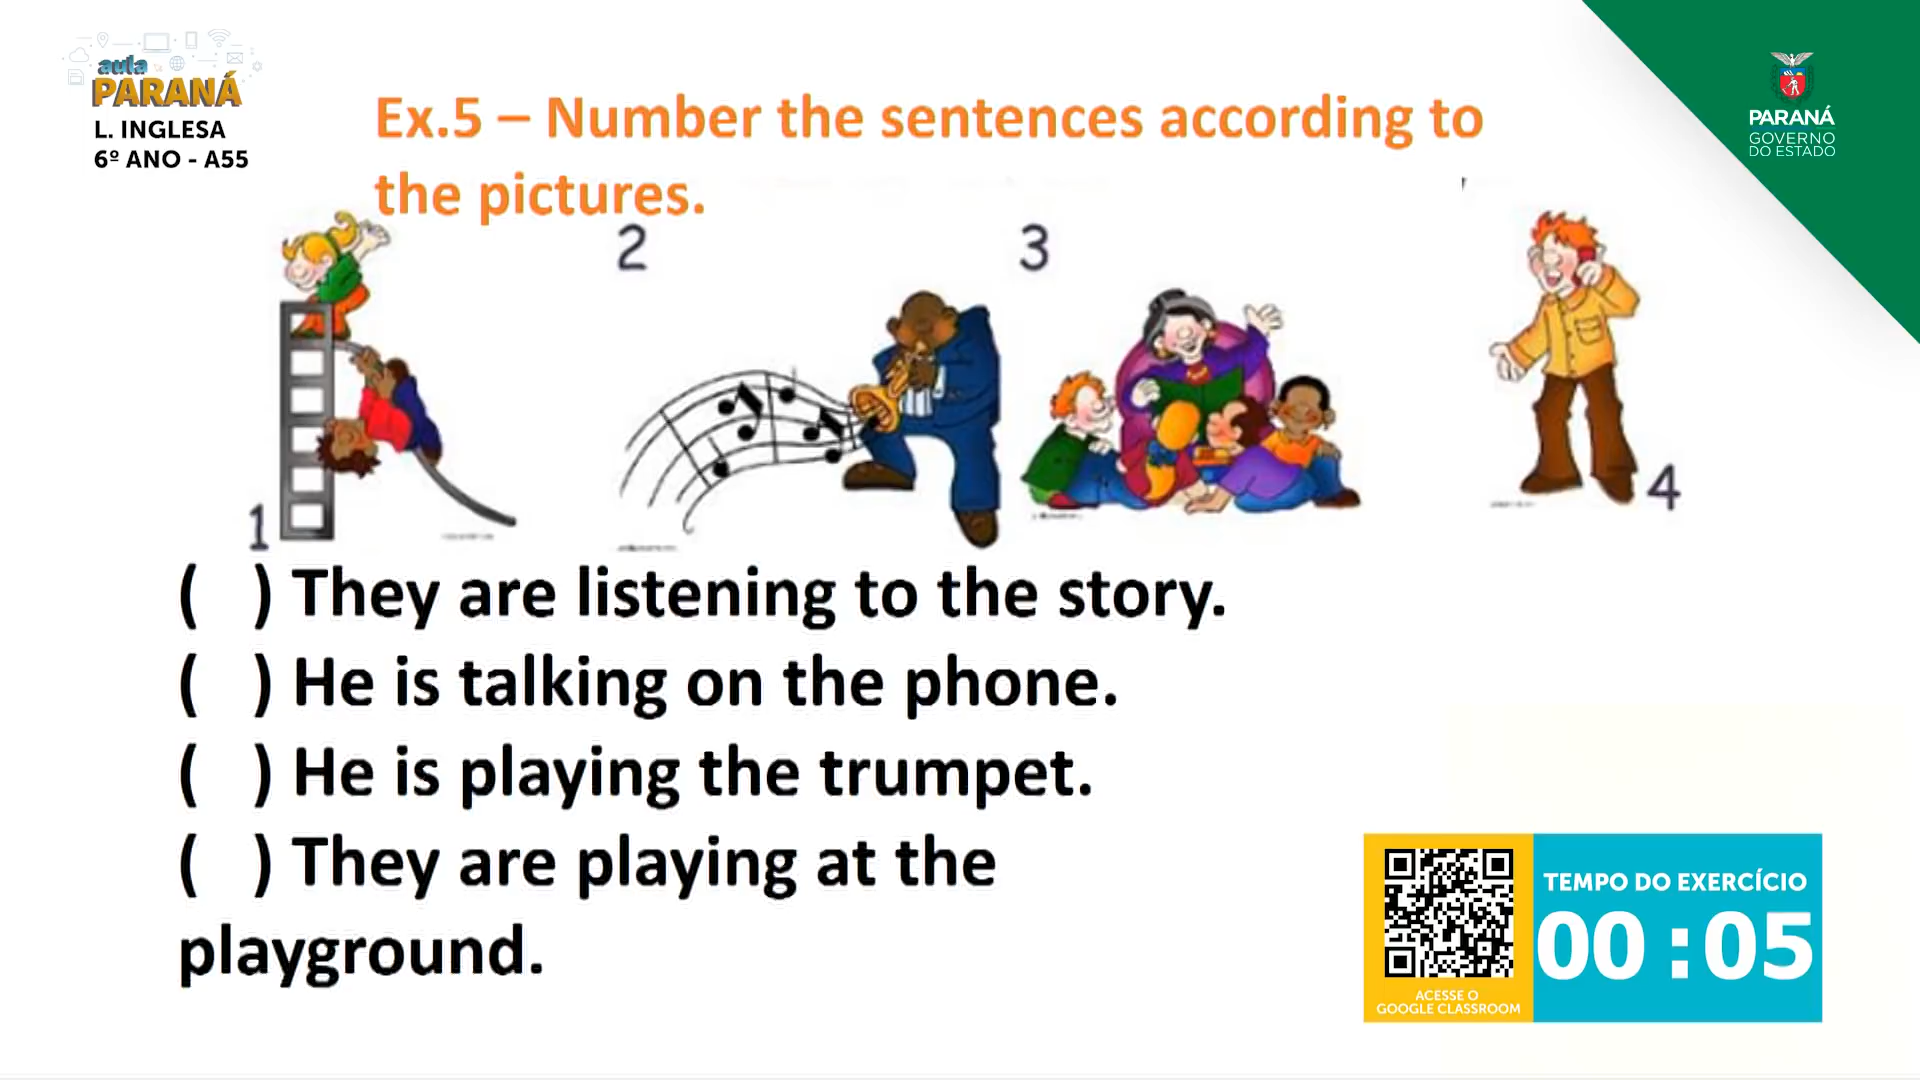 aula
PARANÁ
L. INGLESA
6º ANO - A55
Ex.5 – Number the sentences according to
the pictures.
PARANÁ
GOVERNO
DO ESTADO
1
2
3
4
(   ) They are listening to the story.
(   ) He is talking on the phone.
(   ) He is playing the trumpet.
(   ) They are playing at the
playground.
ACESSE O
GOOGLE CLASSROOM
TEMPO DO EXERCÍCIO
00:05